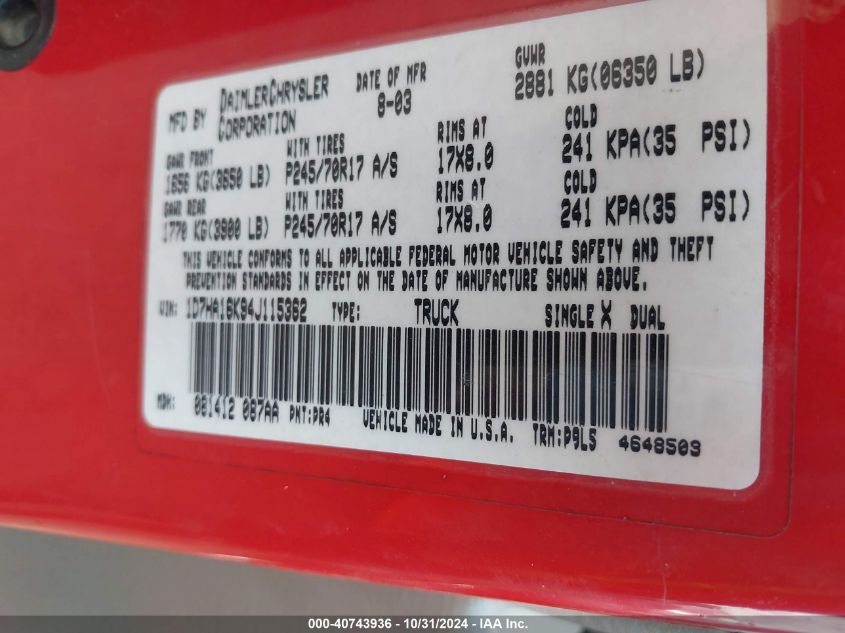 MFD BY DAIMLERCHRYSLER CORPORATION
DATE OF MFR 8-03
GVWR 2881 KG(06350 LB)
GAWR FRONT 1656 KG(3650 LB)
WITH TIRES P245/70R17 A/S
RIMS AT 17X8.0
COLD 241 KPA(35 PSI)
GAWR REAR 1770 KG(3900 LB)
WITH TIRES P245/70R17 A/S
RIMS AT 17X8.0
COLD 241 KPA(35 PSI)
THIS VEHICLE CONFORMS TO ALL APPLICABLE FEDERAL MOTOR VEHICLE SAFETY AND THEFT
PREVENTION STANDARDS IN EFFECT ON THE DATE OF MANUFACTURE SHOWN ABOVE.
VIN: 1D7HA16K94J115362 TYPE: TRUCK SINGLE X DUAL
MDH: 081412 087AA PNT:PR4 VEHICLE MADE IN U.S.A. TRM:P9L5 4648503
000-40743936 - 10/31/2024 - IAA Inc.